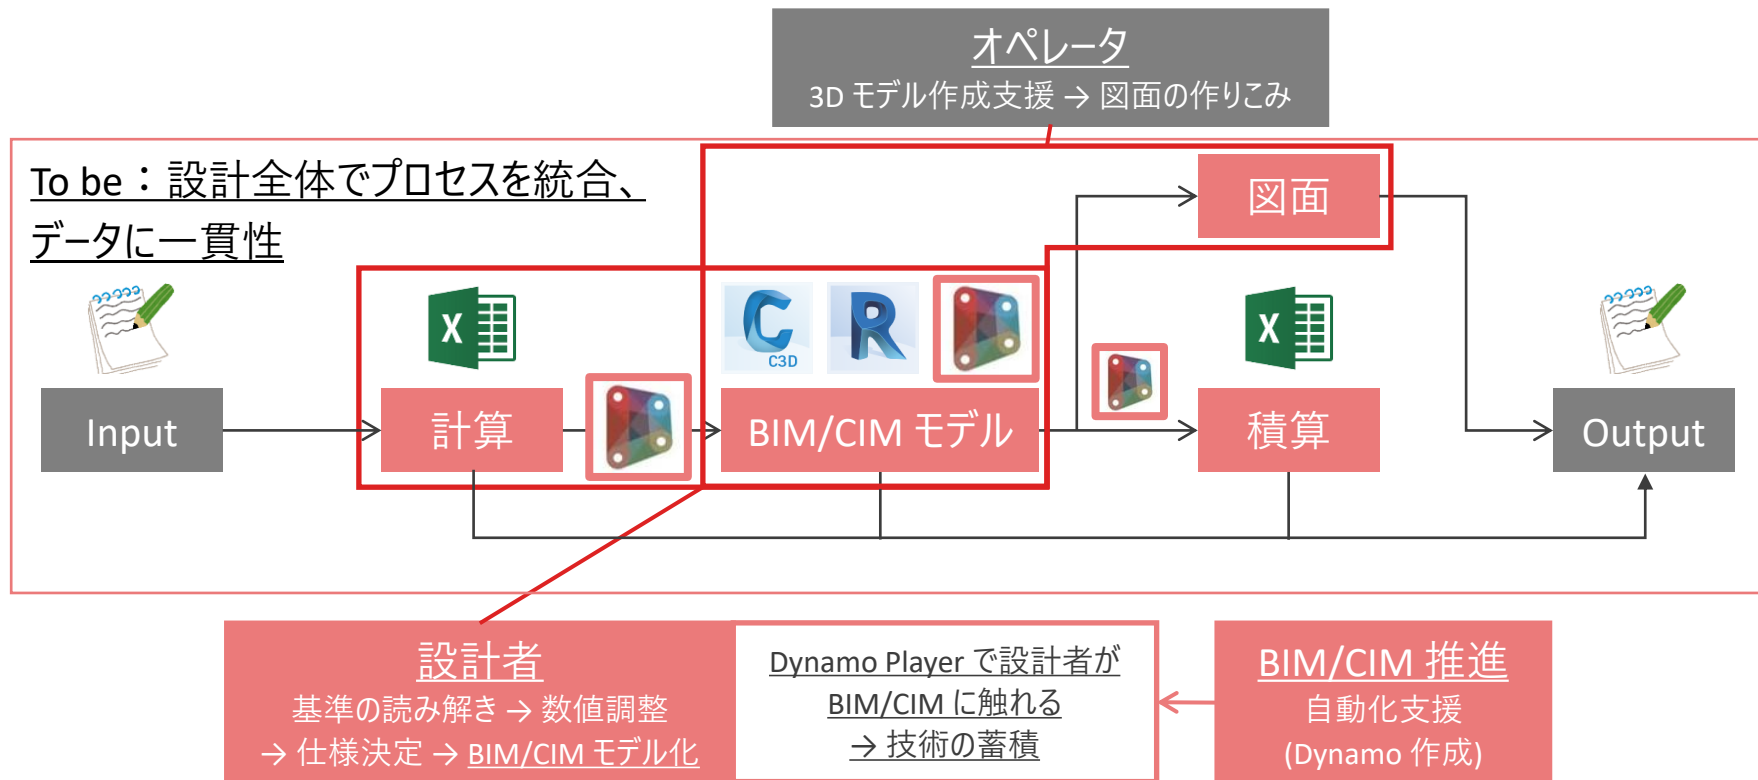 オペレータ
3D モデル作成支援 → 図面の作りこみ
To be：設計全体でプロセスを統合、
データに一貫性
図面
X
C3D
X
Input
計算
BIM/CIM モデル
積算
Output
設計者
基準の読み解き → 数値調整
→ 仕様決定 → BIM/CIM モデル化
Dynamo Player で設計者が
BIM/CIM に触れる
→ 技術の蓄積
BIM/CIM 推進
自動化支援
(Dynamo 作成)